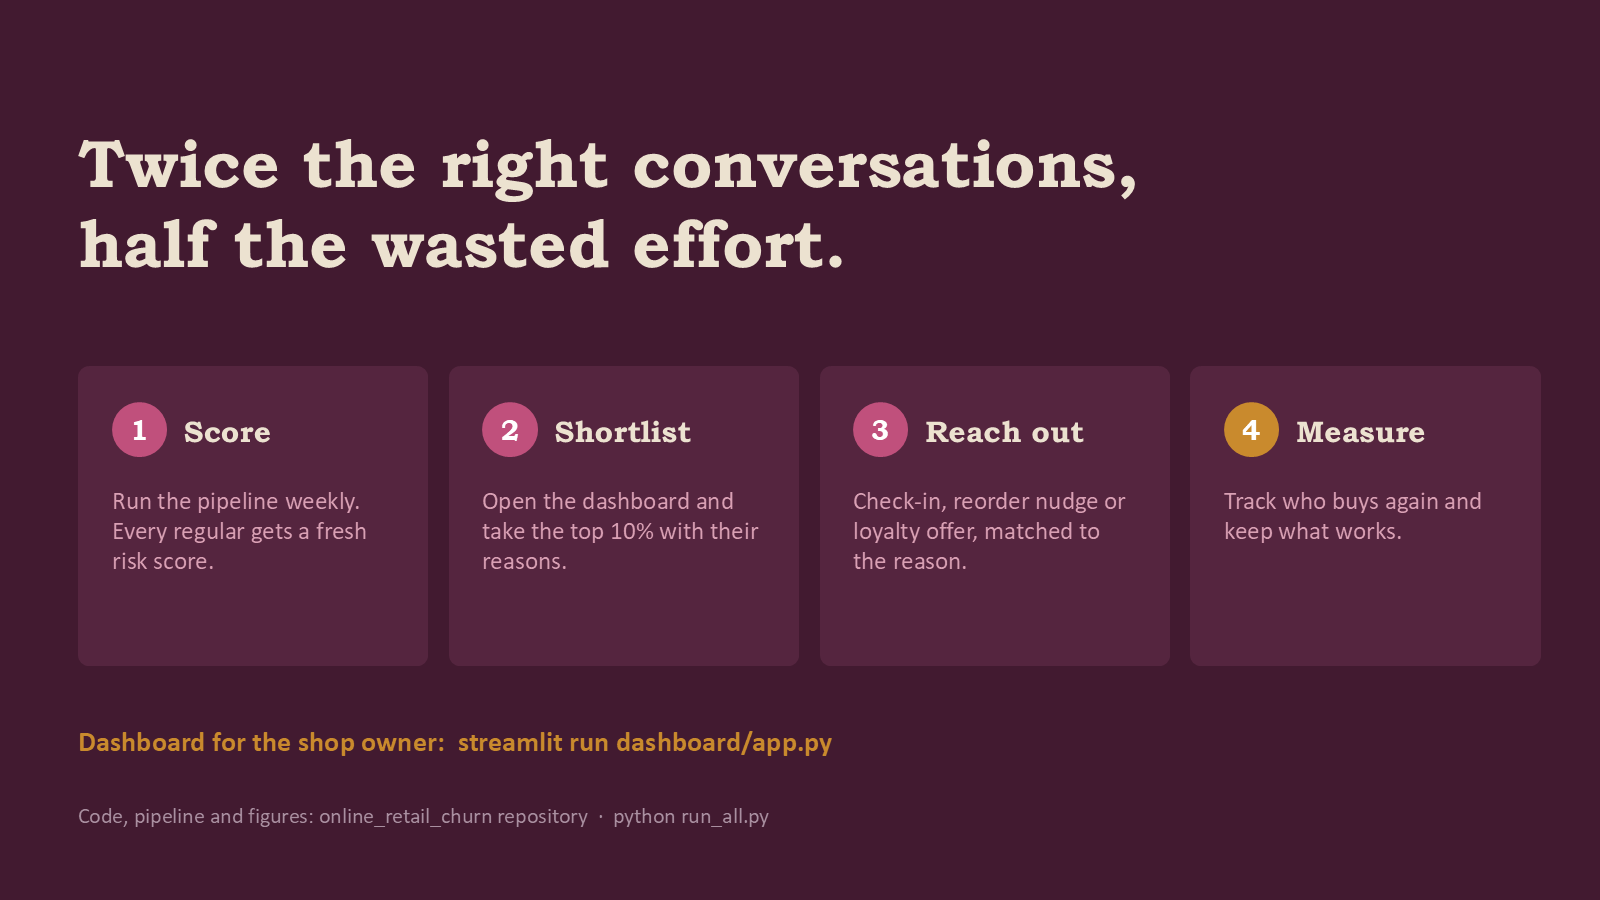 Twice the right conversations,
half the wasted effort.
1 Score
Run the pipeline weekly.
Every regular gets a fresh
risk score.
2 Shortlist
Open the dashboard and
take the top 10% with their
reasons.
3 Reach out
Check-in, reorder nudge or
loyalty offer, matched to
the reason.
4 Measure
Track who buys again and
keep what works.
Dashboard for the shop owner:  streamlit run dashboard/app.py
Code, pipeline and figures: online_retail_churn repository · python run_all.py